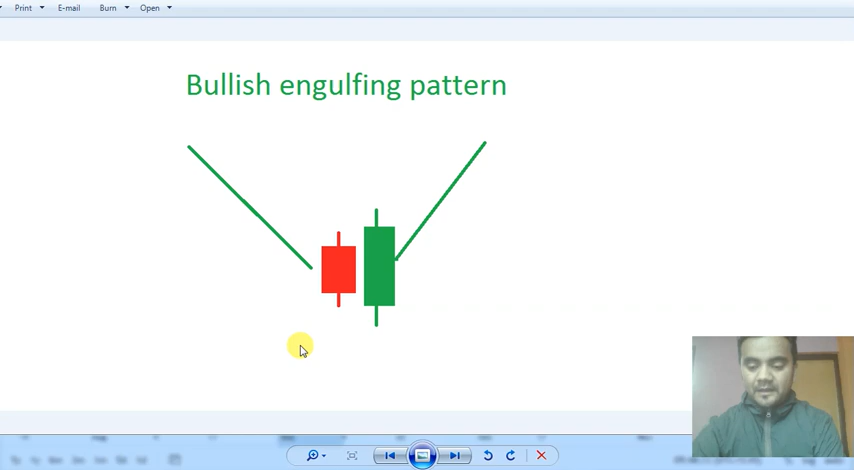 Print
E-mail
Burn
Open
Bullish engulfing pattern